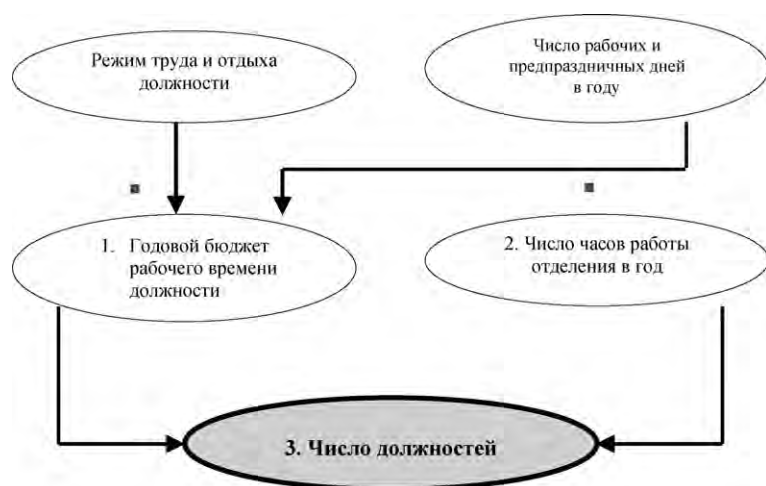 Режим труда и отдыха
должности
Число рабочих и
предпраздничных дней
в году
1. Годовой бюджет
рабочего времени
должности
2. Число часов работы
отделения в год
3. Число должностей